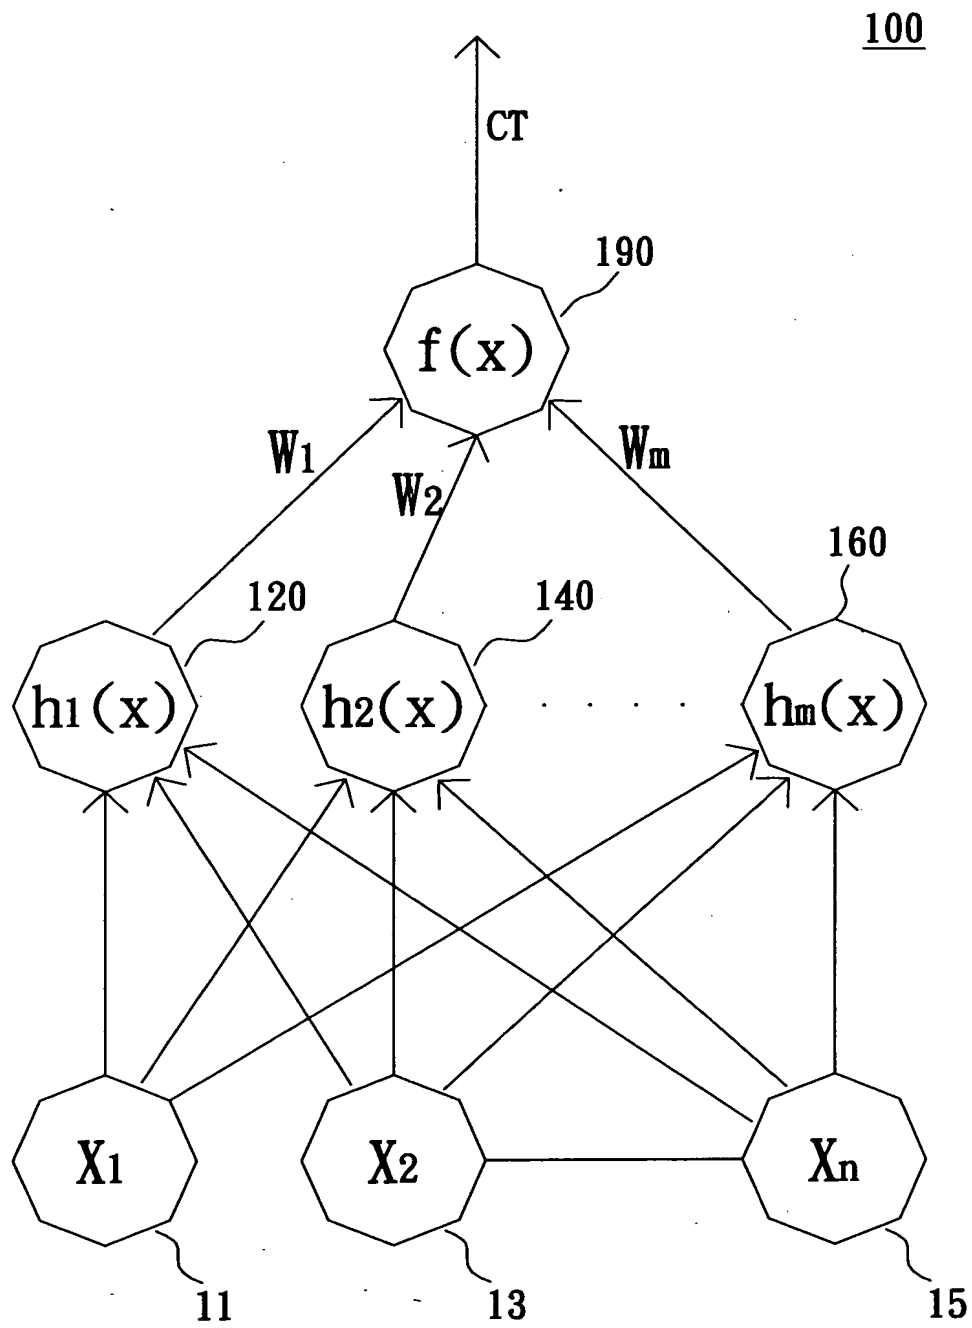 100
CT
190
f(x)
W1
W2
Wm
160
120
140
h1(x)
h2(x)
. . . . .
hm(x)
X1
X2
Xn
11
13
15